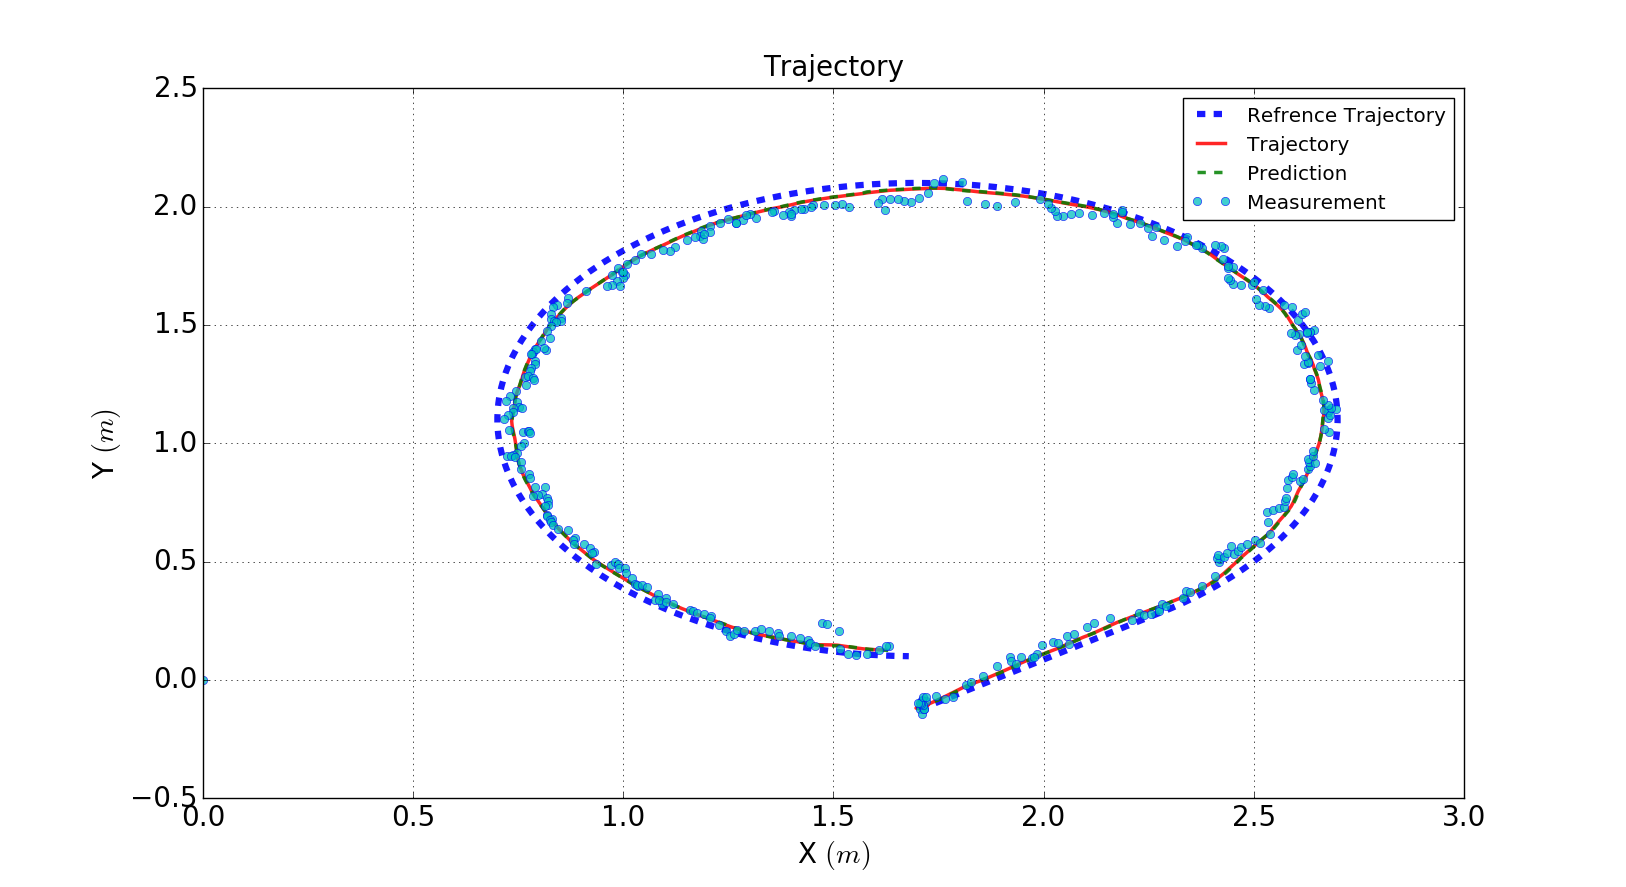 Trajectory
2.5
2.0
1.5
1.0
0.5
0.0
−0.5
Y (m)
Refrence Trajectory
Trajectory
Prediction
Measurement
0.0 0.5 1.0 1.5 2.0 2.5 3.0
X (m)